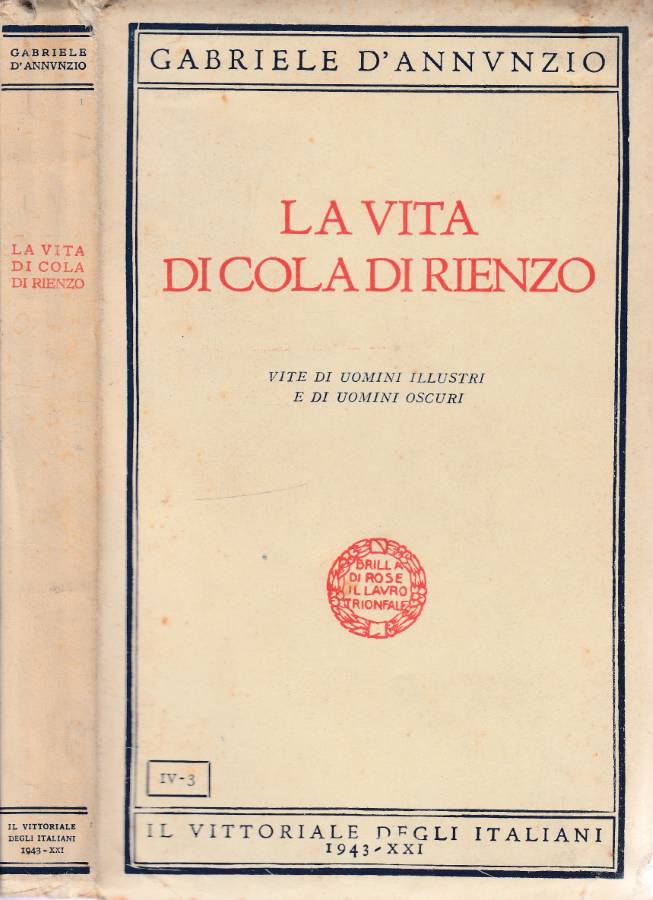 GABRIELE
D'ANNVNZIO
LA VITA
DI COLA
DI RIENZO
IL VITTORIALE
DEGLI ITALIANI
1943-XXI
GABRIELE D'ANNVNZIO
LA VITA
DI COLA DI RIENZO
VITE DI UOMINI ILLUSTRI
E DI UOMINI OSCURI
BRILLA
DI ROSE
IL LAVRO
TRIONFALE
IV-3
IL VITTORIALE DEGLI ITALIANI
1943-XXI